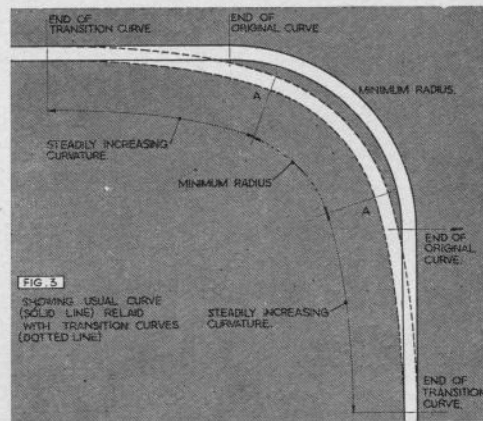 END OF
TRANSITION CURVE
END OF
ORIGINAL CURVE
MINIMUM RADIUS.
A
STEADILY INCREASING
CURVATURE.
MINIMUM RADIUS
A
END OF
ORIGINAL
CURVE.
FIG. 3
SHOWING USUAL CURVE
(SOLID LINE) RELAID
WITH TRANSITION CURVES
(DOTTED LINE)
STEADILY INCREASING
CURVATURE.
END OF
TRANSITION
CURVE.